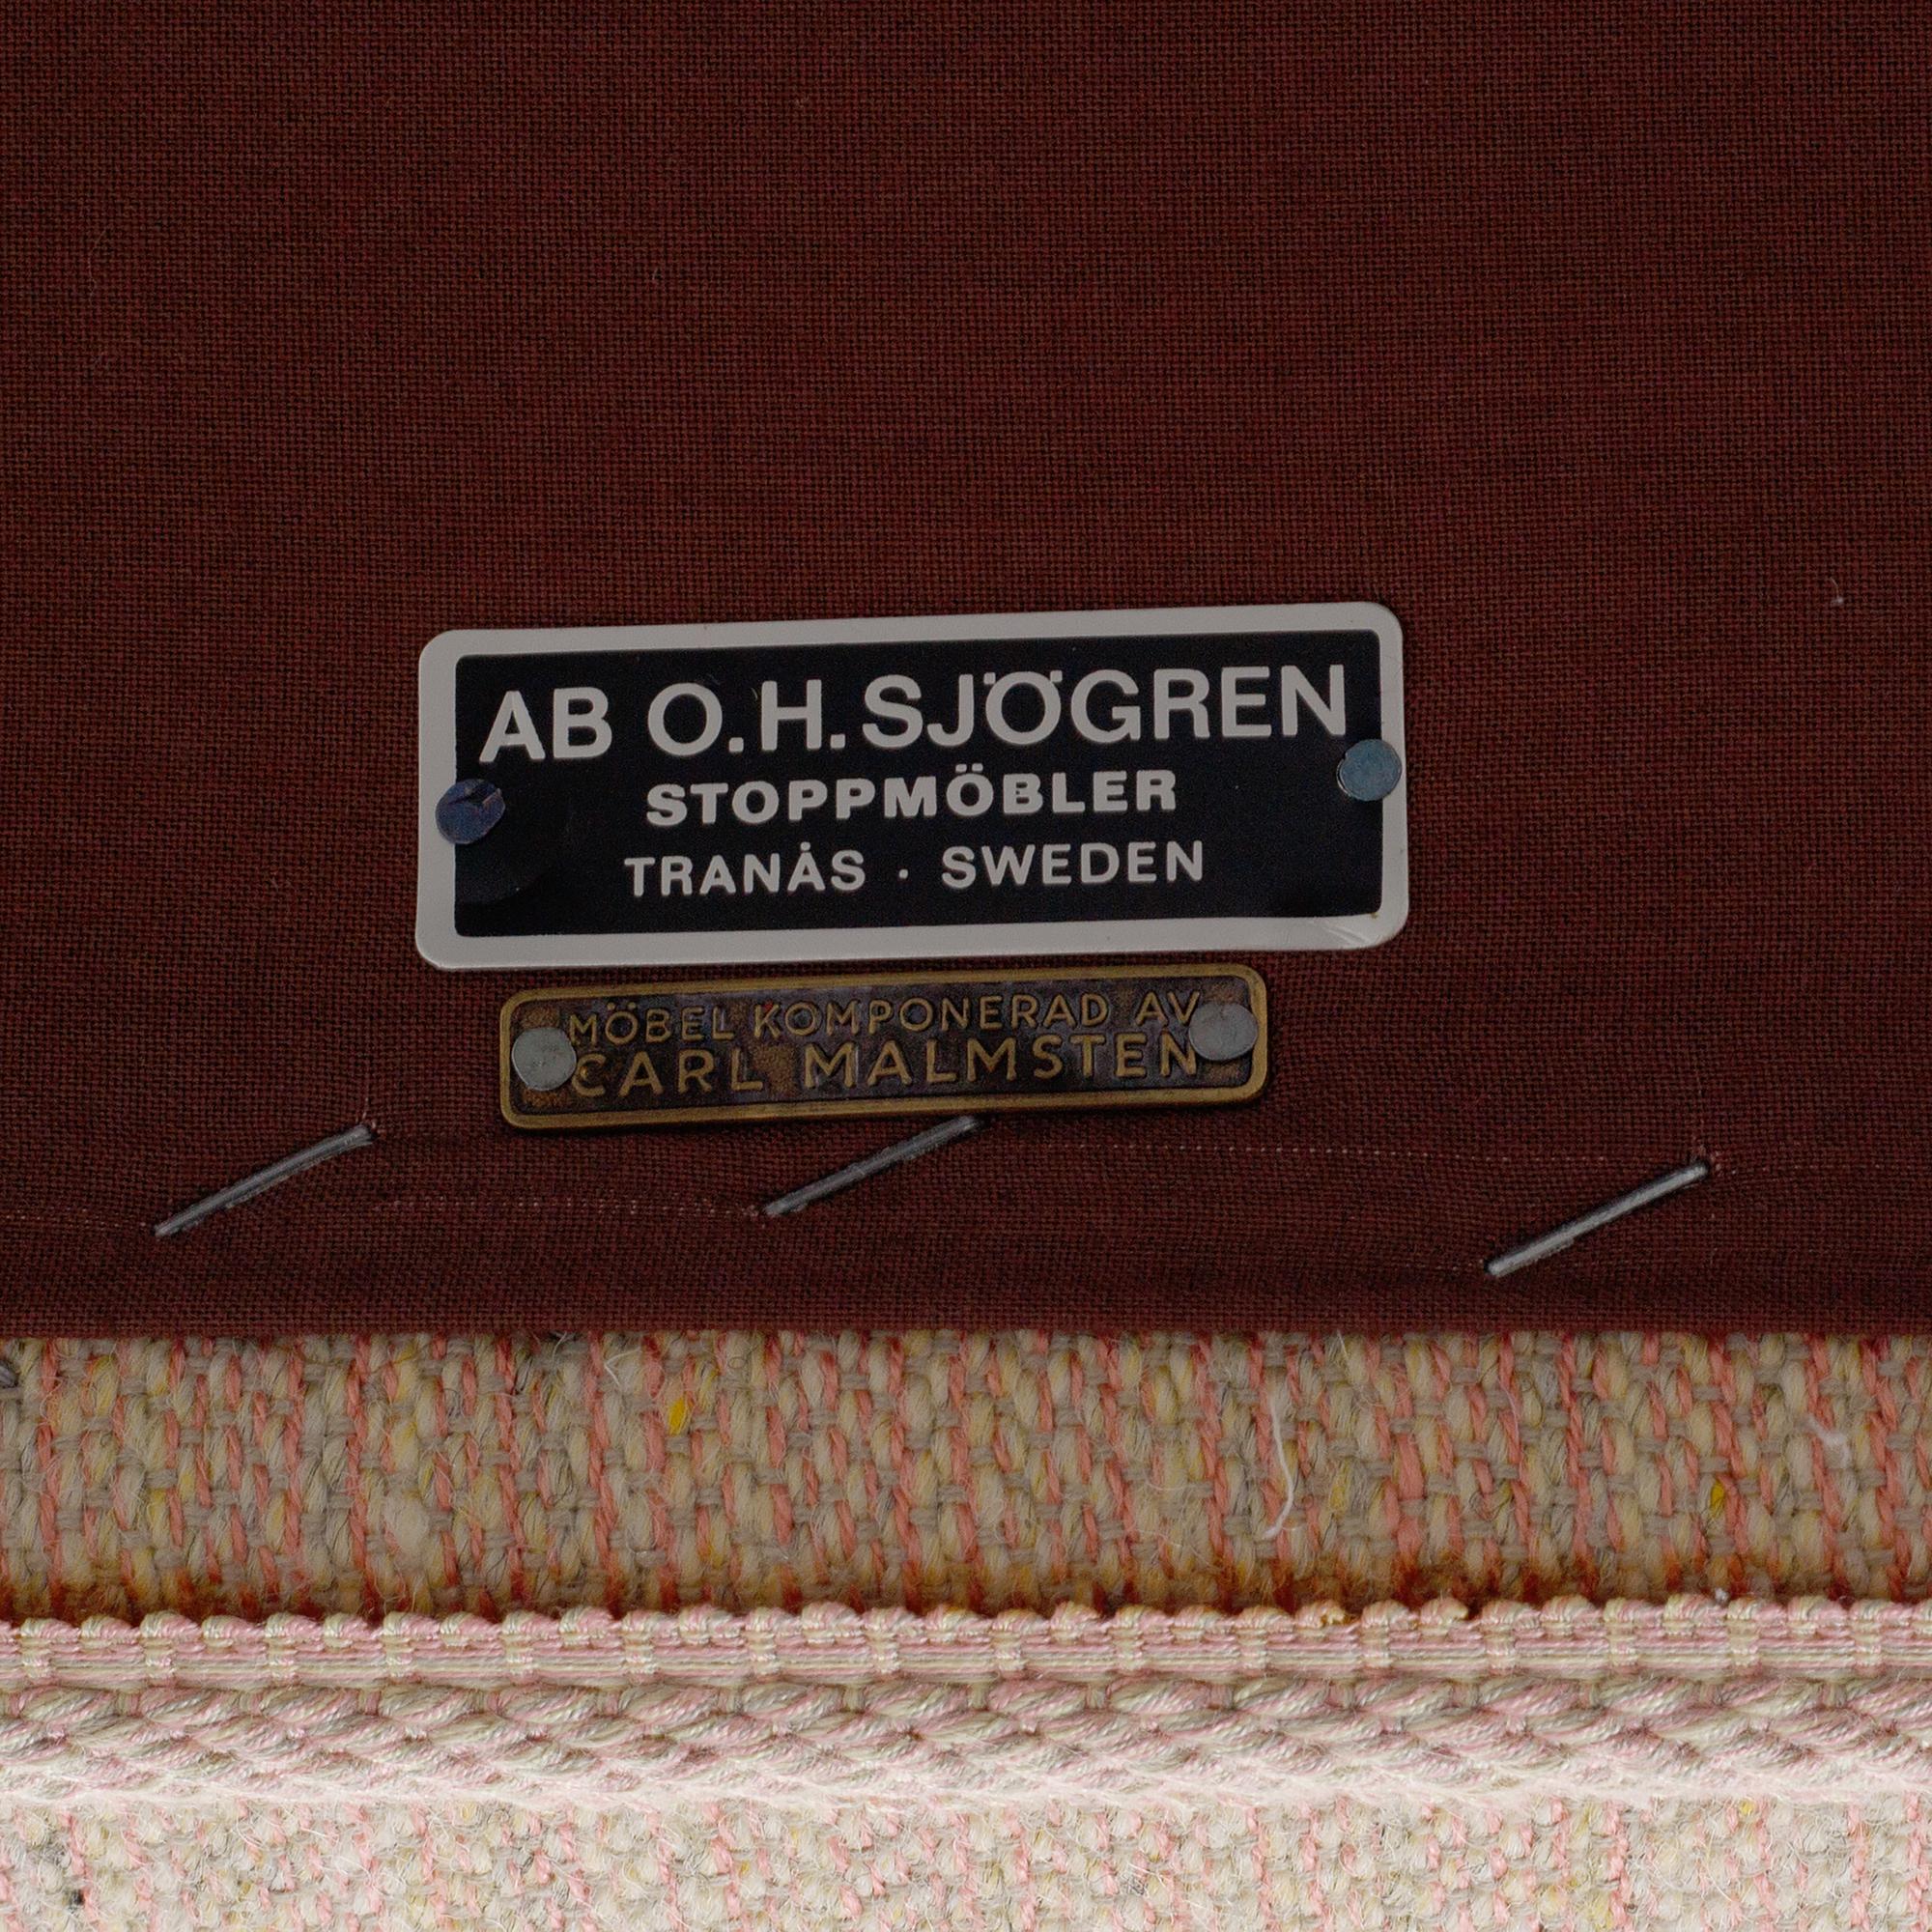 AB O.H. SJÖGREN
STOPPMÖBLER
TRANÅS · SWEDEN
MÖBEL KOMPONERAD AV
CARL MALMSTEN